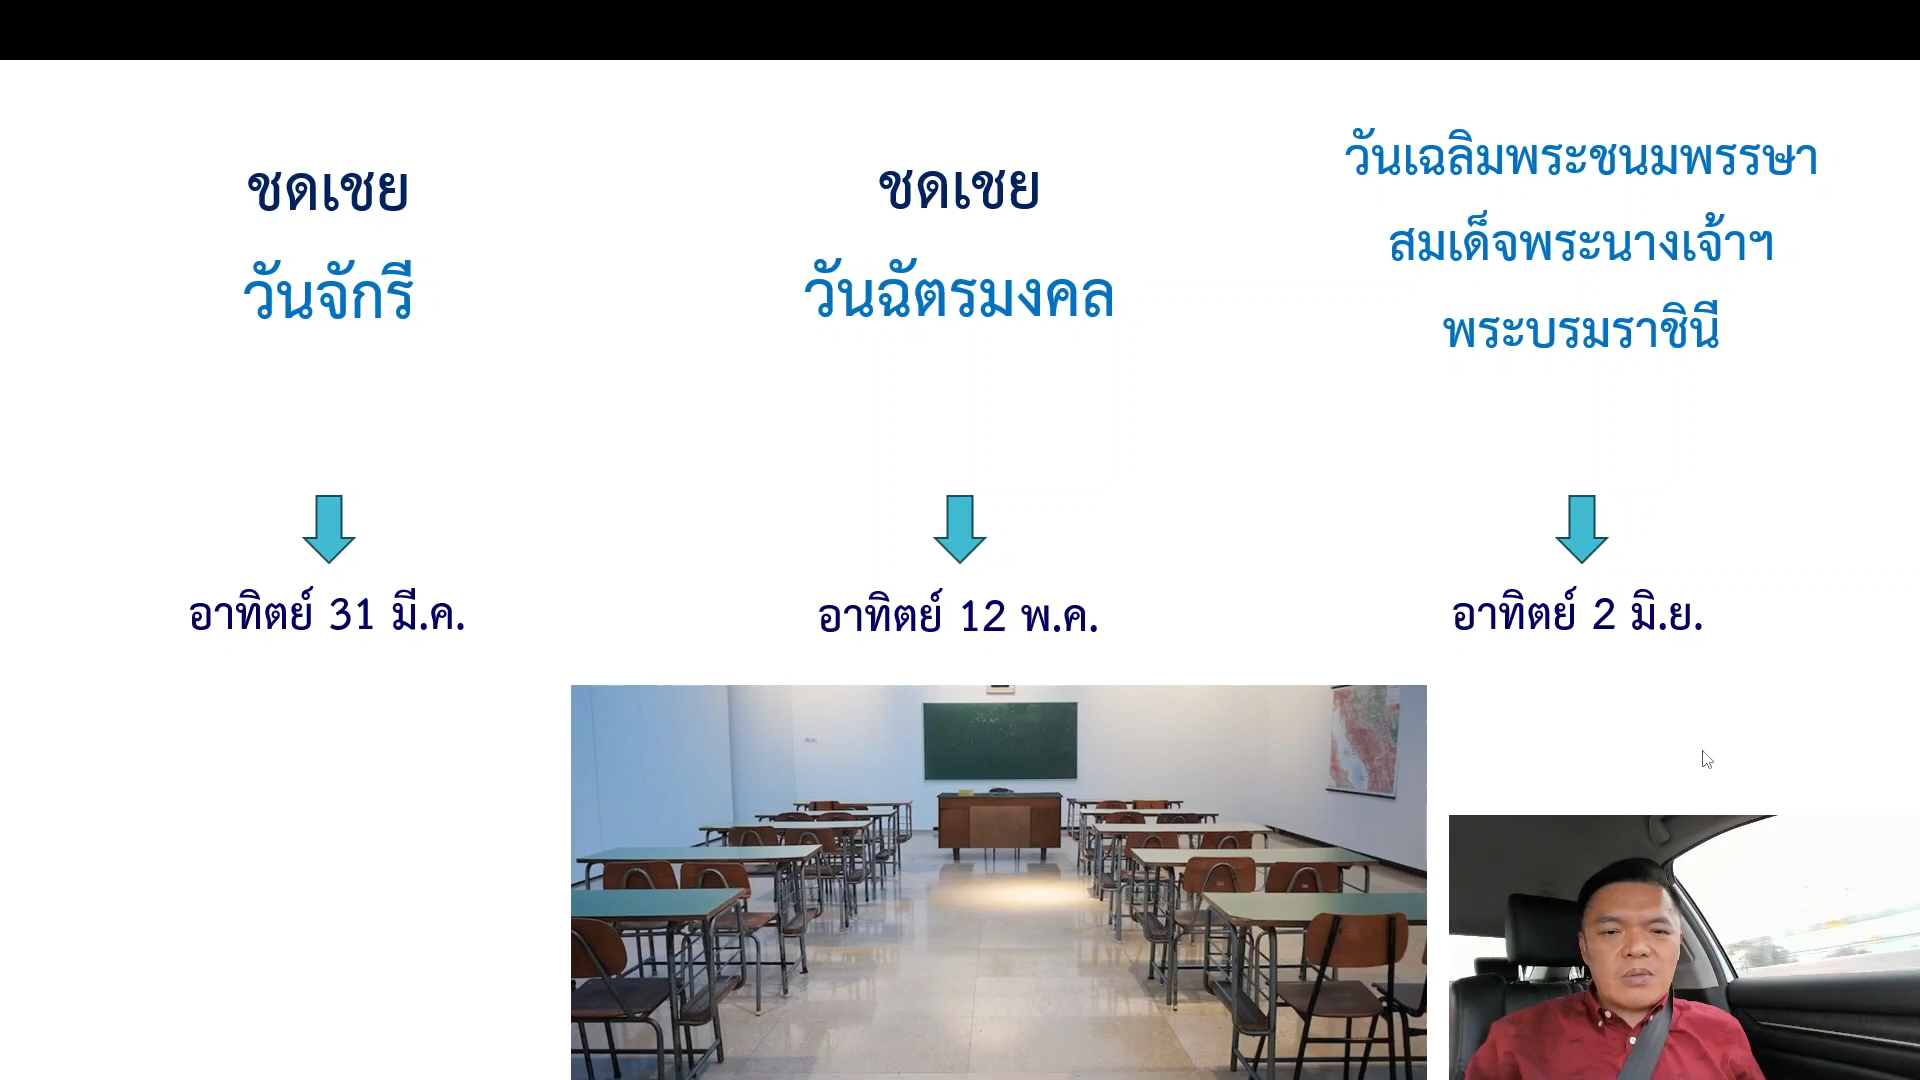 ชดเชย
วันจักรี
ชดเชย
วันฉัตรมงคล
วันเฉลิมพระชนมพรรษา
สมเด็จพระนางเจ้าฯ
พระบรมราชินี
อาทิตย์ 31 มี.ค.
อาทิตย์ 12 พ.ค.
อาทิตย์ 2 มิ.ย.